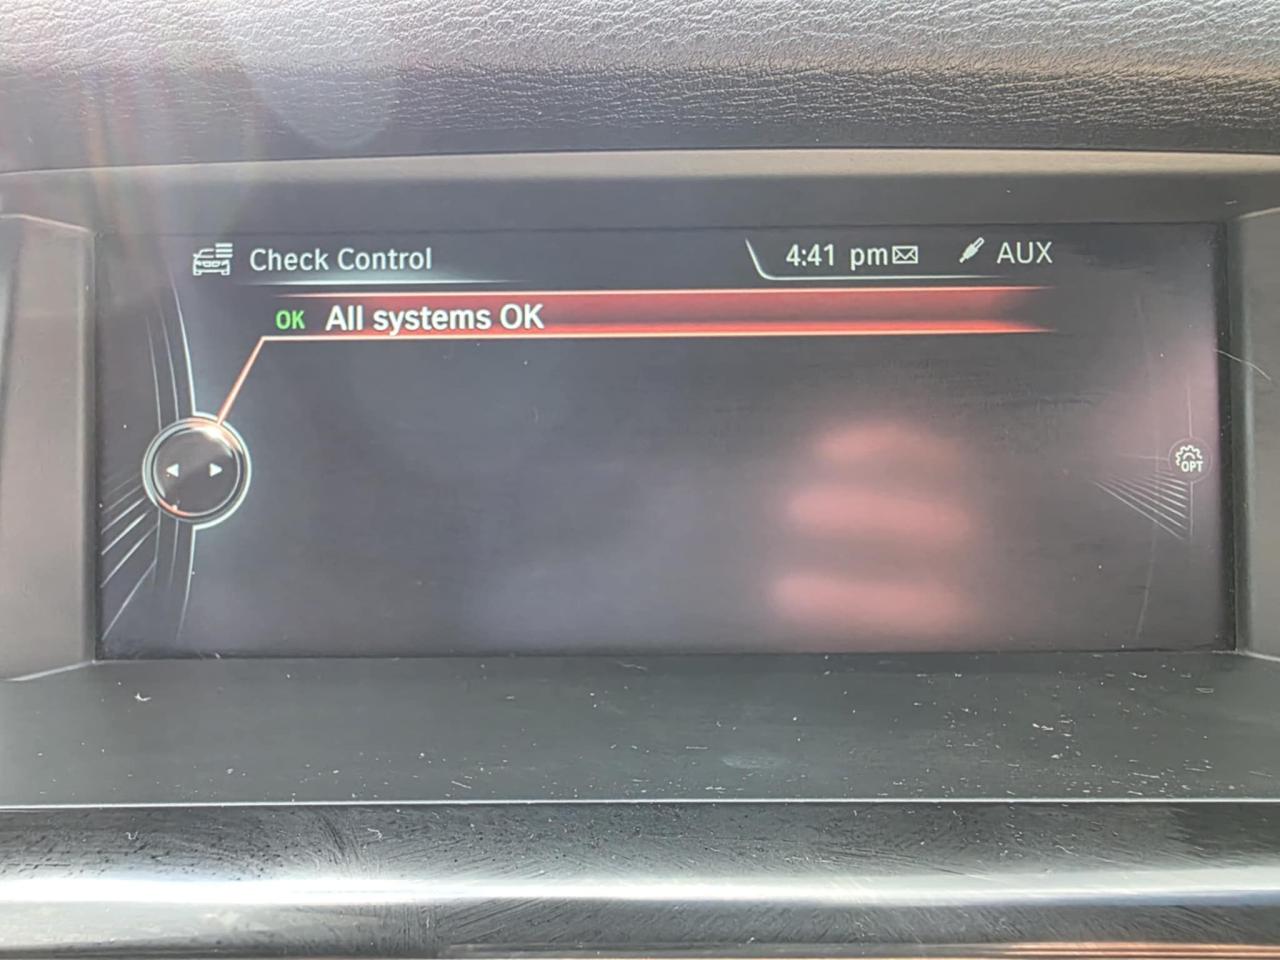 Check Control
4:41 pm
AUX
OK All systems OK
OPT